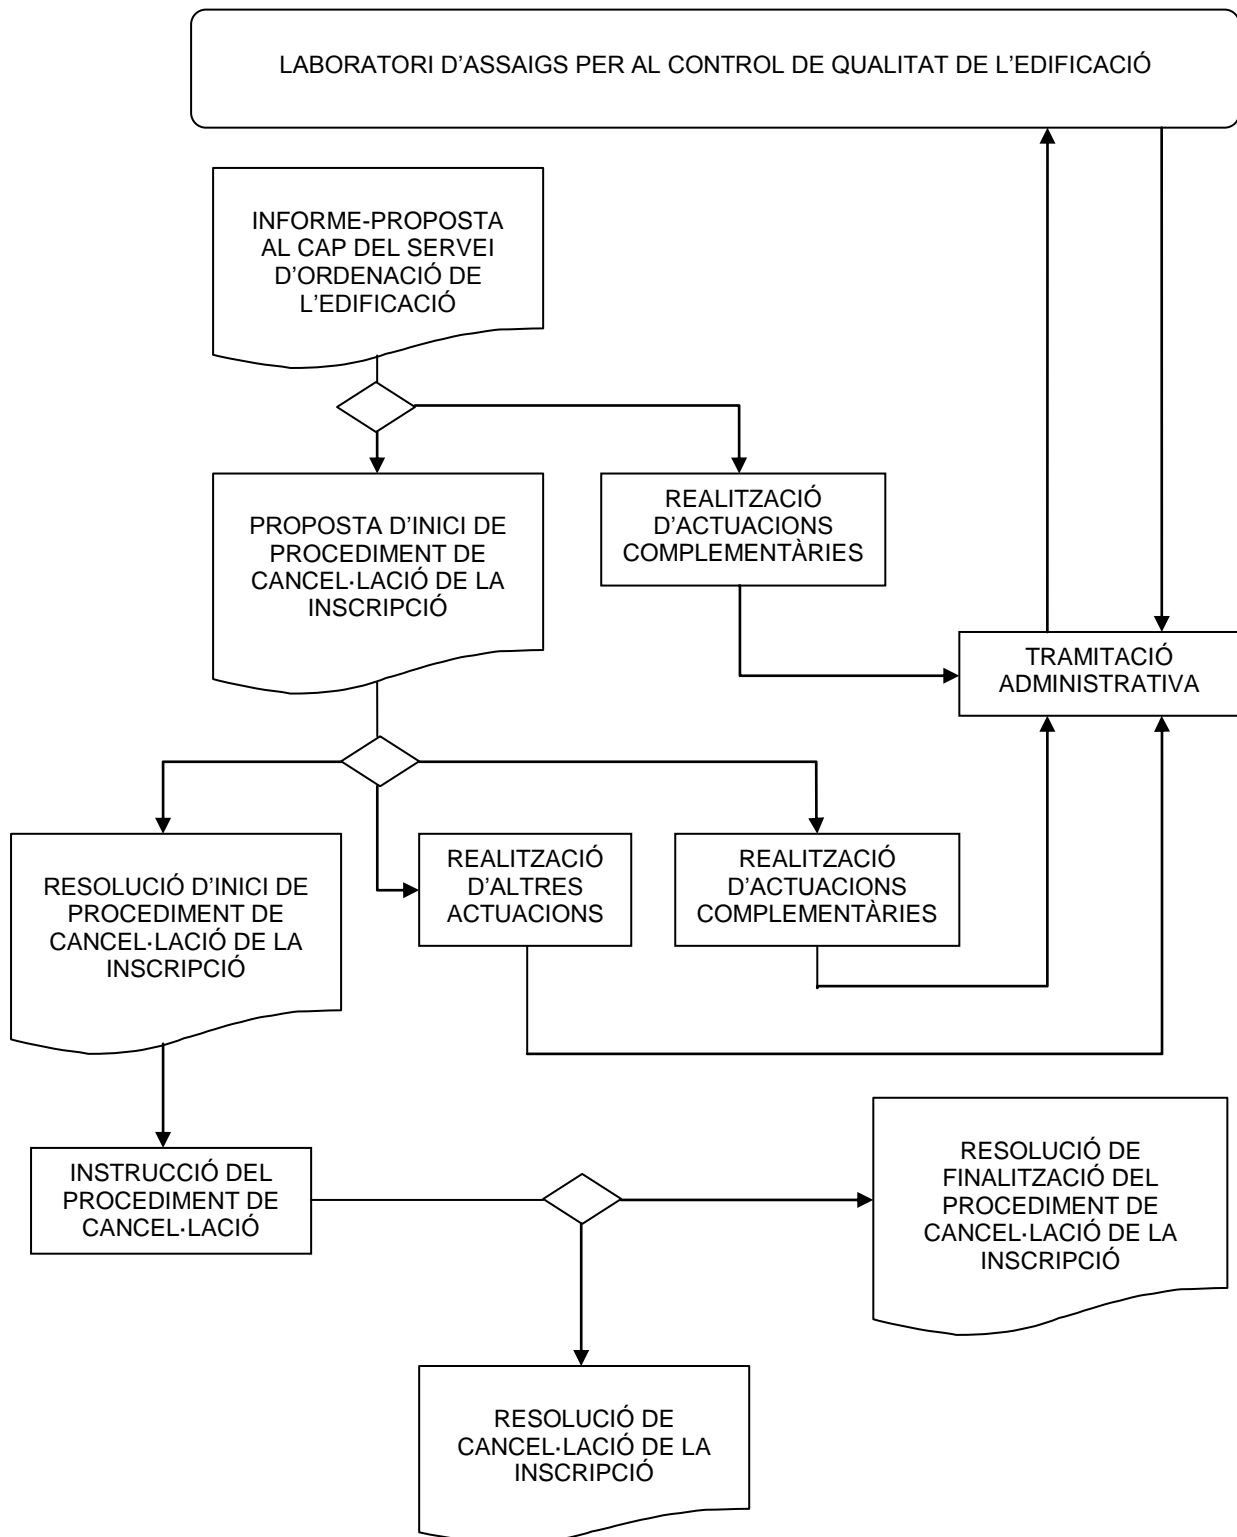 LABORATORI D'ASSAIGS PER AL CONTROL DE QUALITAT DE L'EDIFICACIÓ
INFORME-PROPOSTA
AL CAP DEL SERVEI
D'ORDENACIÓ DE
L'EDIFICACIÓ
PROPOSTA D'INICI DE
PROCEDIMENT DE
CANCEL·LACIÓ DE LA
INSCRIPCIÓ
REALITZACIÓ
D'ACTUACIONS
COMPLEMENTÀRIES
TRAMITACIÓ
ADMINISTRATIVA
RESOLUCIÓ D'INICI DE
PROCEDIMENT DE
CANCEL·LACIÓ DE LA
INSCRIPCIÓ
REALITZACIÓ
D'ALTRES
ACTUACIONS
REALITZACIÓ
D'ACTUACIONS
COMPLEMENTÀRIES
INSTRUCCIÓ DEL
PROCEDIMENT DE
CANCEL·LACIÓ
RESOLUCIÓ DE
FINALITZACIÓ DEL
PROCEDIMENT DE
CANCEL·LACIÓ DE LA
INSCRIPCIÓ
RESOLUCIÓ DE
CANCEL·LACIÓ DE LA
INSCRIPCIÓ